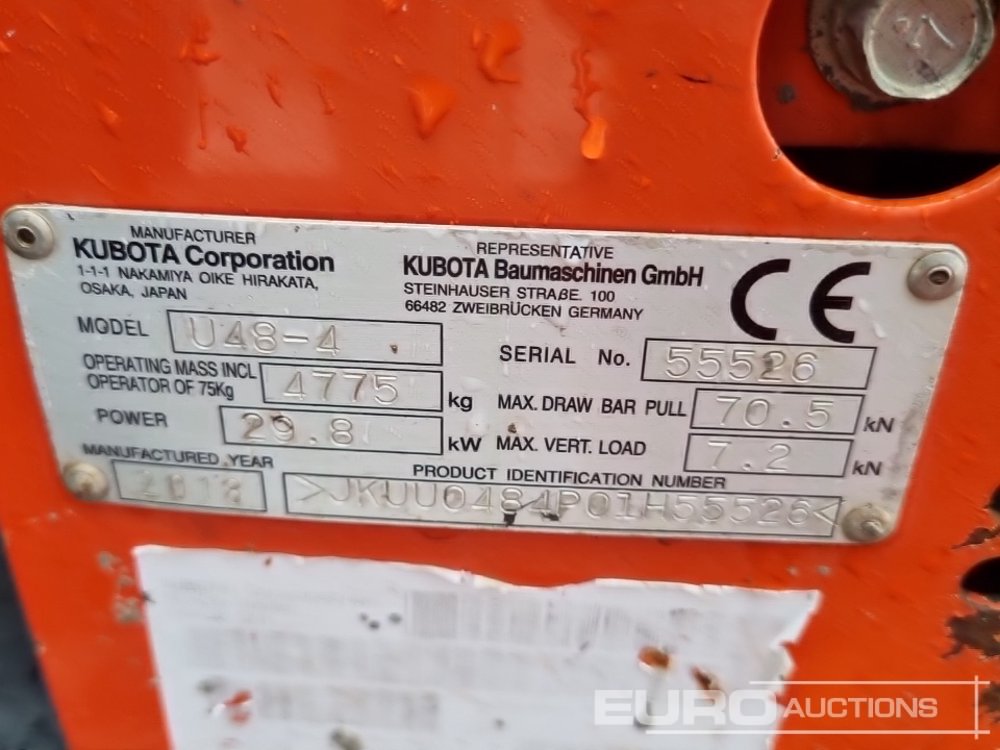 MANUFACTURER
KUBOTA Corporation
1-1-1 NAKAMIYA OIKE HIRAKATA,
OSAKA, JAPAN
REPRESENTATIVE
KUBOTA Baumaschinen GmbH
STEINHAUSER STRAßE. 100
66482 ZWEIBRÜCKEN GERMANY
CE
MODEL U48-4
SERIAL No. 55526
OPERATING MASS INCL
OPERATOR OF 75Kg 4775 kg
MAX. DRAW BAR PULL 70.5 kN
POWER 29.8 kW
MAX. VERT. LOAD 7.2 kN
MANUFACTURED YEAR
2018
PRODUCT IDENTIFICATION NUMBER
>JKUU0484P01H55526<
EURO AUCTIONS